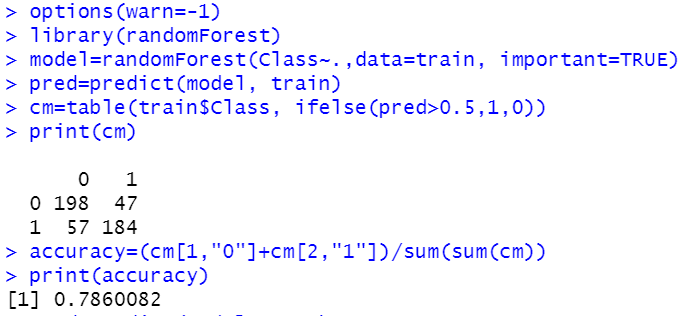 > options(warn=-1)
> library(randomForest)
> model=randomForest(Class~.,data=train, important=TRUE)
> pred=predict(model, train)
> cm=table(train$Class, ifelse(pred>0.5,1,0))
> print(cm)
0 1
0 198 47
1 57 184
> accuracy=(cm[1,"0"]+cm[2,"1"])/sum(sum(cm))
> print(accuracy)
[1] 0.7860082